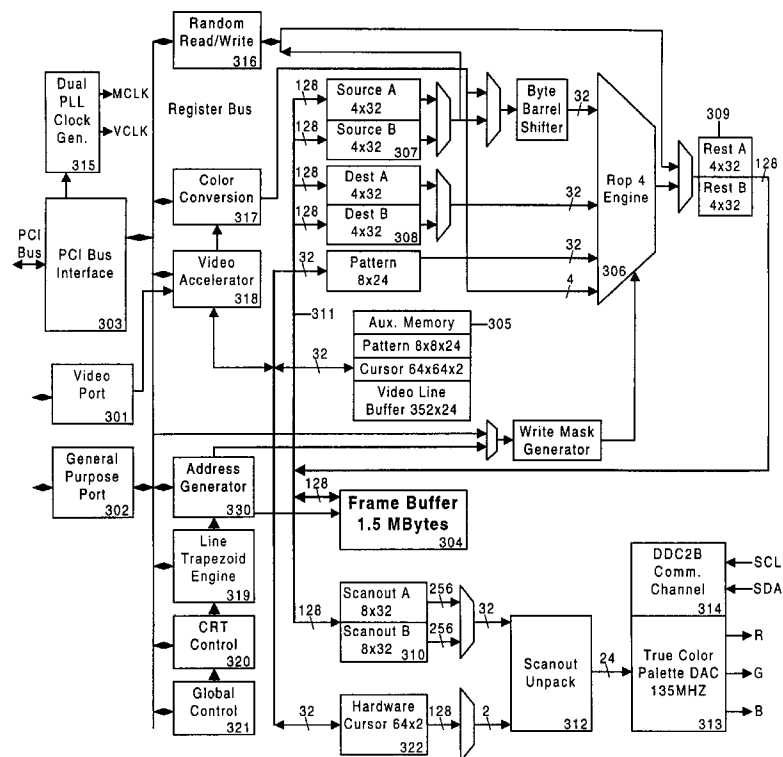 Random
Read/Write
316
Dual
PLL
Clock
Gen.
315
MCLK
VCLK
Register Bus
128
Source A
4x32
128
Source B
4x32
307
Byte
Barrel
Shifter
32
309
Rest A
4x32
Rest B
4x32
128
Color
Conversion
317
128
Dest A
4x32
128
Dest B
4x32
308
32
Rop 4
Engine
306
PCI
Bus
PCI Bus
Interface
303
Video
Accelerator
318
32
Pattern
8x24
32
4
311
Aux. Memory
305
Pattern 8x8x24
Cursor 64x64x2
Video Line
Buffer 352x24
32
Video
Port
301
Write Mask
Generator
General
Purpose
Port
302
Address
Generator
330
128
Frame Buffer
1.5 MBytes
304
Line
Trapezoid
Engine
319
DDC2B
Comm.
Channel
314
SCL
SDA
CRT
Control
320
128
Scanout A
8x32
Scanout B
8x32
310
256
256
32
Scanout
Unpack
312
24
True Color
Palette DAC
135MHZ
313
R
G
B
Global
Control
321
32
Hardware
Cursor 64x2
322
128
2